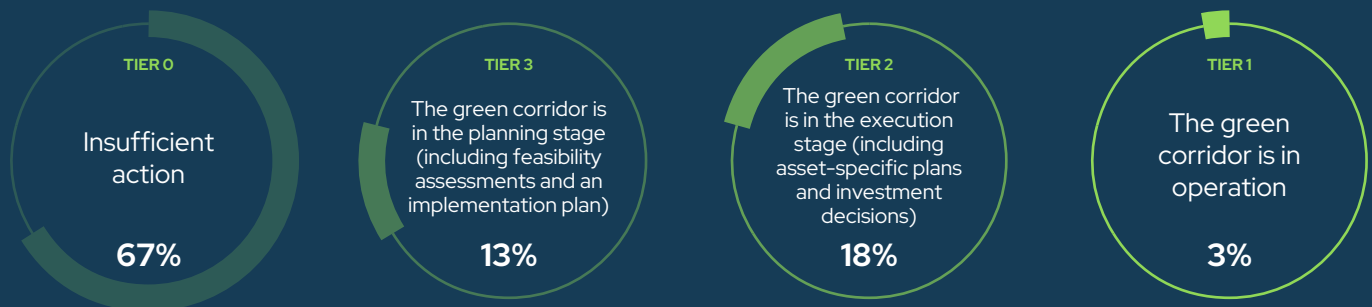 TIER 0
Insufficient
action
67%
TIER 3
The green corridor is
in the planning stage
(including feasibility
assessments and an
implementation plan)
13%
TIER 2
The green corridor
is in the execution
stage (including
asset-specific plans
and investment
decisions)
18%
TIER 1
The green
corridor is in
operation
3%